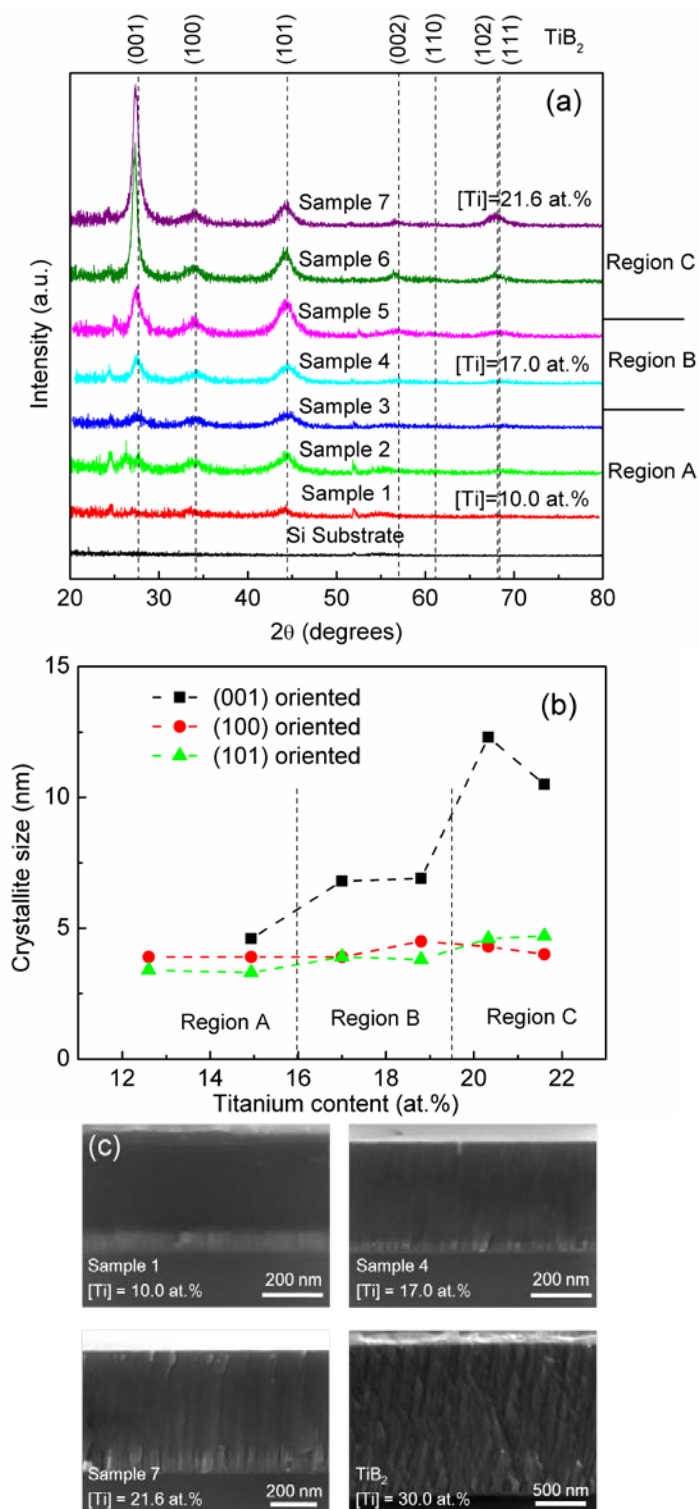 (001)
(100)
(101)
(002)
(110)
(102)
(111)
TiB2
(a)
Sample 7
[Ti]=21.6 at.%
Sample 6
Region C
Sample 5
Sample 4
[Ti]=17.0 at.%
Region B
Sample 3
Sample 2
Region A
Sample 1
[Ti]=10.0 at.%
Si Substrate
Intensity (a.u.)
20 30 40 50 60 70 80
2θ (degrees)
15
(001) oriented
(100) oriented
(101) oriented
(b)
10
5
0
Crystallite size (nm)
Region A
Region B
Region C
12 14 16 18 20 22
Titanium content (at.%)
(c)
Sample 1
[Ti] = 10.0 at.%
200 nm
Sample 4
[Ti] = 17.0 at.%
200 nm
Sample 7
[Ti] = 21.6 at.%
200 nm
TiB2
[Ti] = 30.0 at.%
500 nm